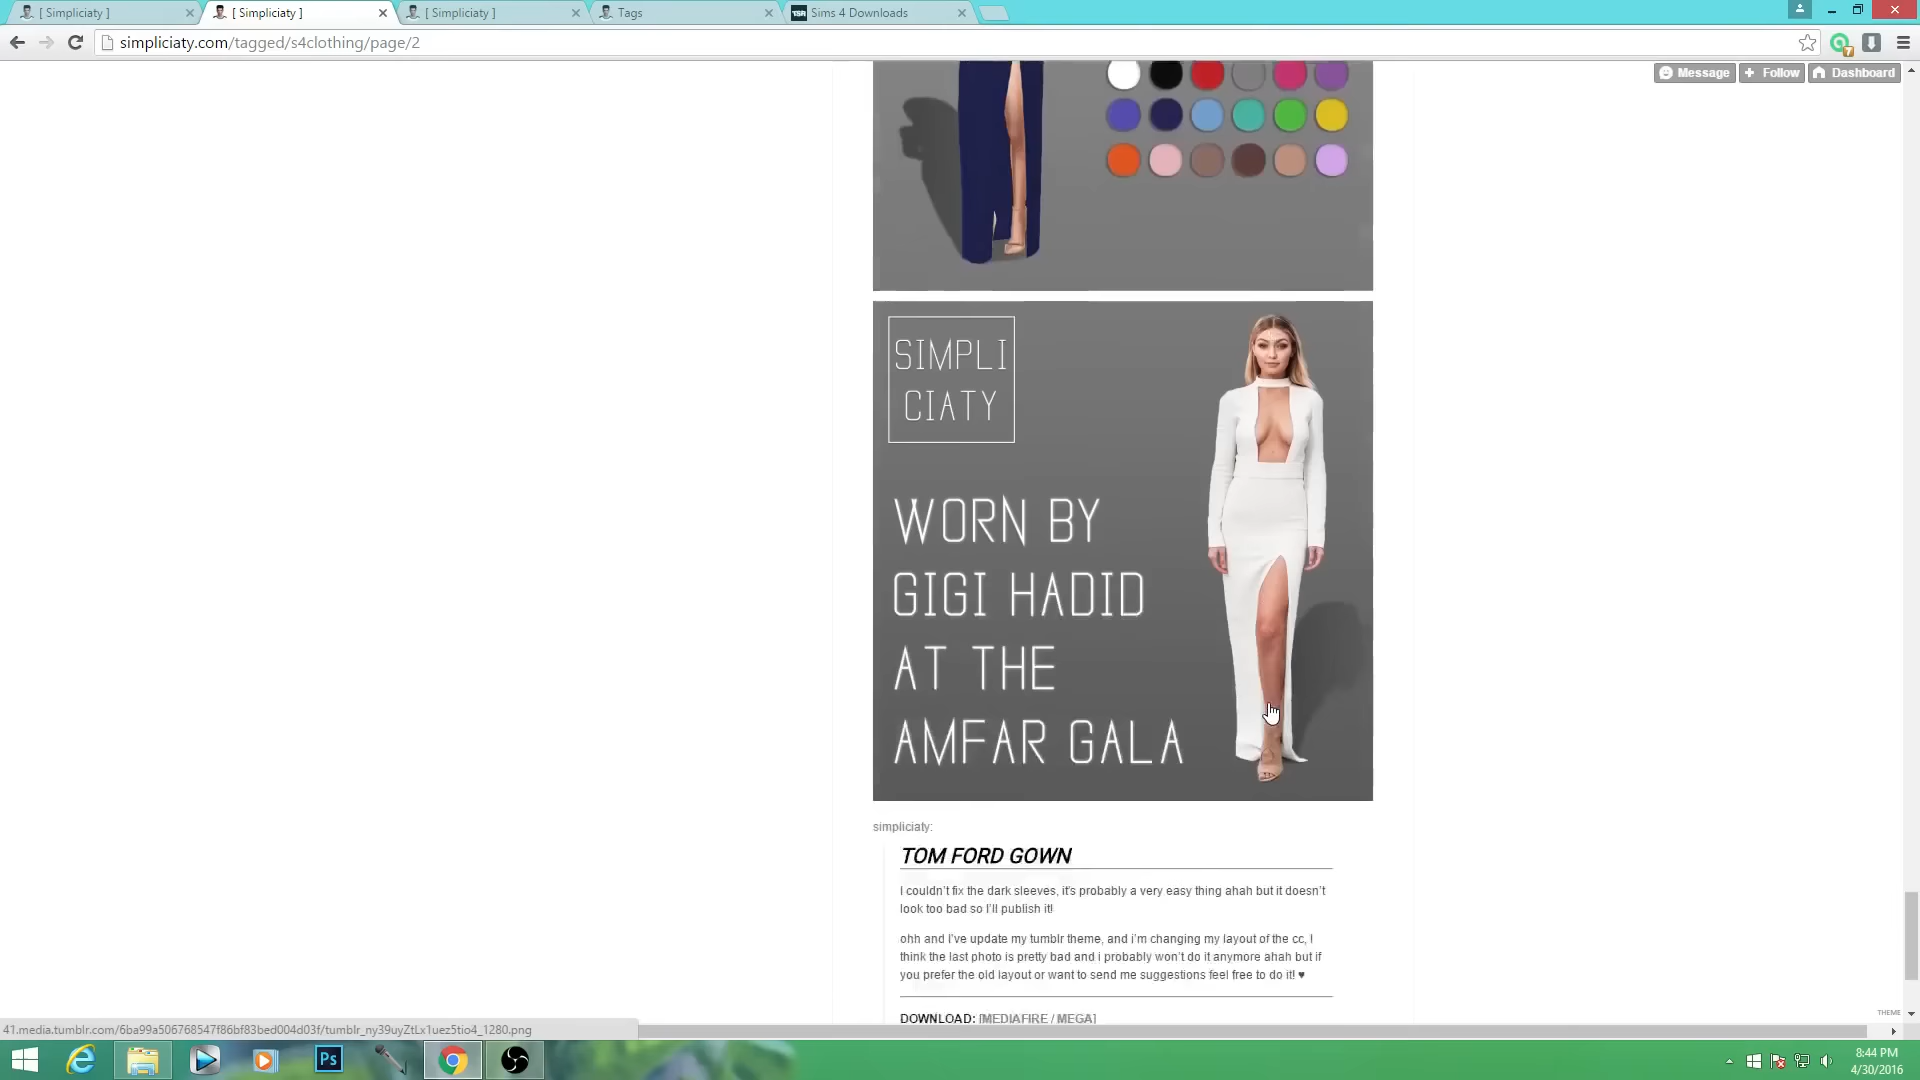 [ Simpliciaty ]
[ Simpliciaty ]
[ Simpliciaty ]
Tags
TSR
Sims 4 Downloads
simpliciaty.com/tagged/s4clothing/page/2
7
Message
Follow
Dashboard
SIMPLI
CIATY
WORN BY
GIGI HADID
AT THE
AMFAR GALA
simpliciaty:
TOM FORD GOWN
I couldn't fix the dark sleeves, it's probably a very easy thing ahah but it doesn't
look too bad so I'll publish it!
ohh and I've update my tumblr theme, and i'm changing my layout of the cc, I
think the last photo is pretty bad and i probably won't do it anymore ahah but if
you prefer the old layout or want to send me suggestions feel free to do it! ♥
DOWNLOAD: [MEDIAFIRE / MEGA]
THEME
41.media.tumblr.com/6ba99a506768547f86bf83bed004d03f/tumblr_ny39uyZtLx1uez5tio4_1280.png
Ps
8:44 PM
4/30/2016